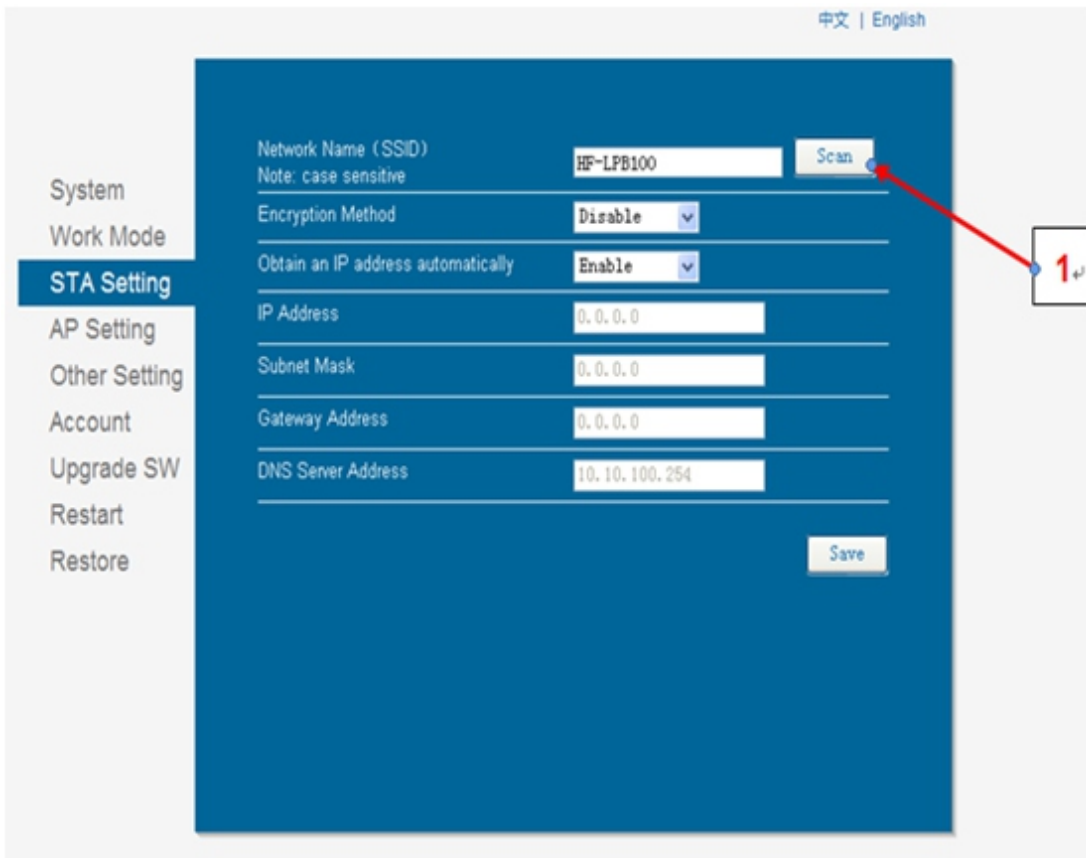 中文 | English
System
Work Mode
STA Setting
AP Setting
Other Setting
Account
Upgrade SW
Restart
Restore
Network Name（SSID）
Note: case sensitive
HF-LPB100
Scan
Encryption Method
Disable
Obtain an IP address automatically
Enable
IP Address
0.0.0.0
Subnet Mask
0.0.0.0
Gateway Address
0.0.0.0
DNS Server Address
10.10.100.254
Save
1